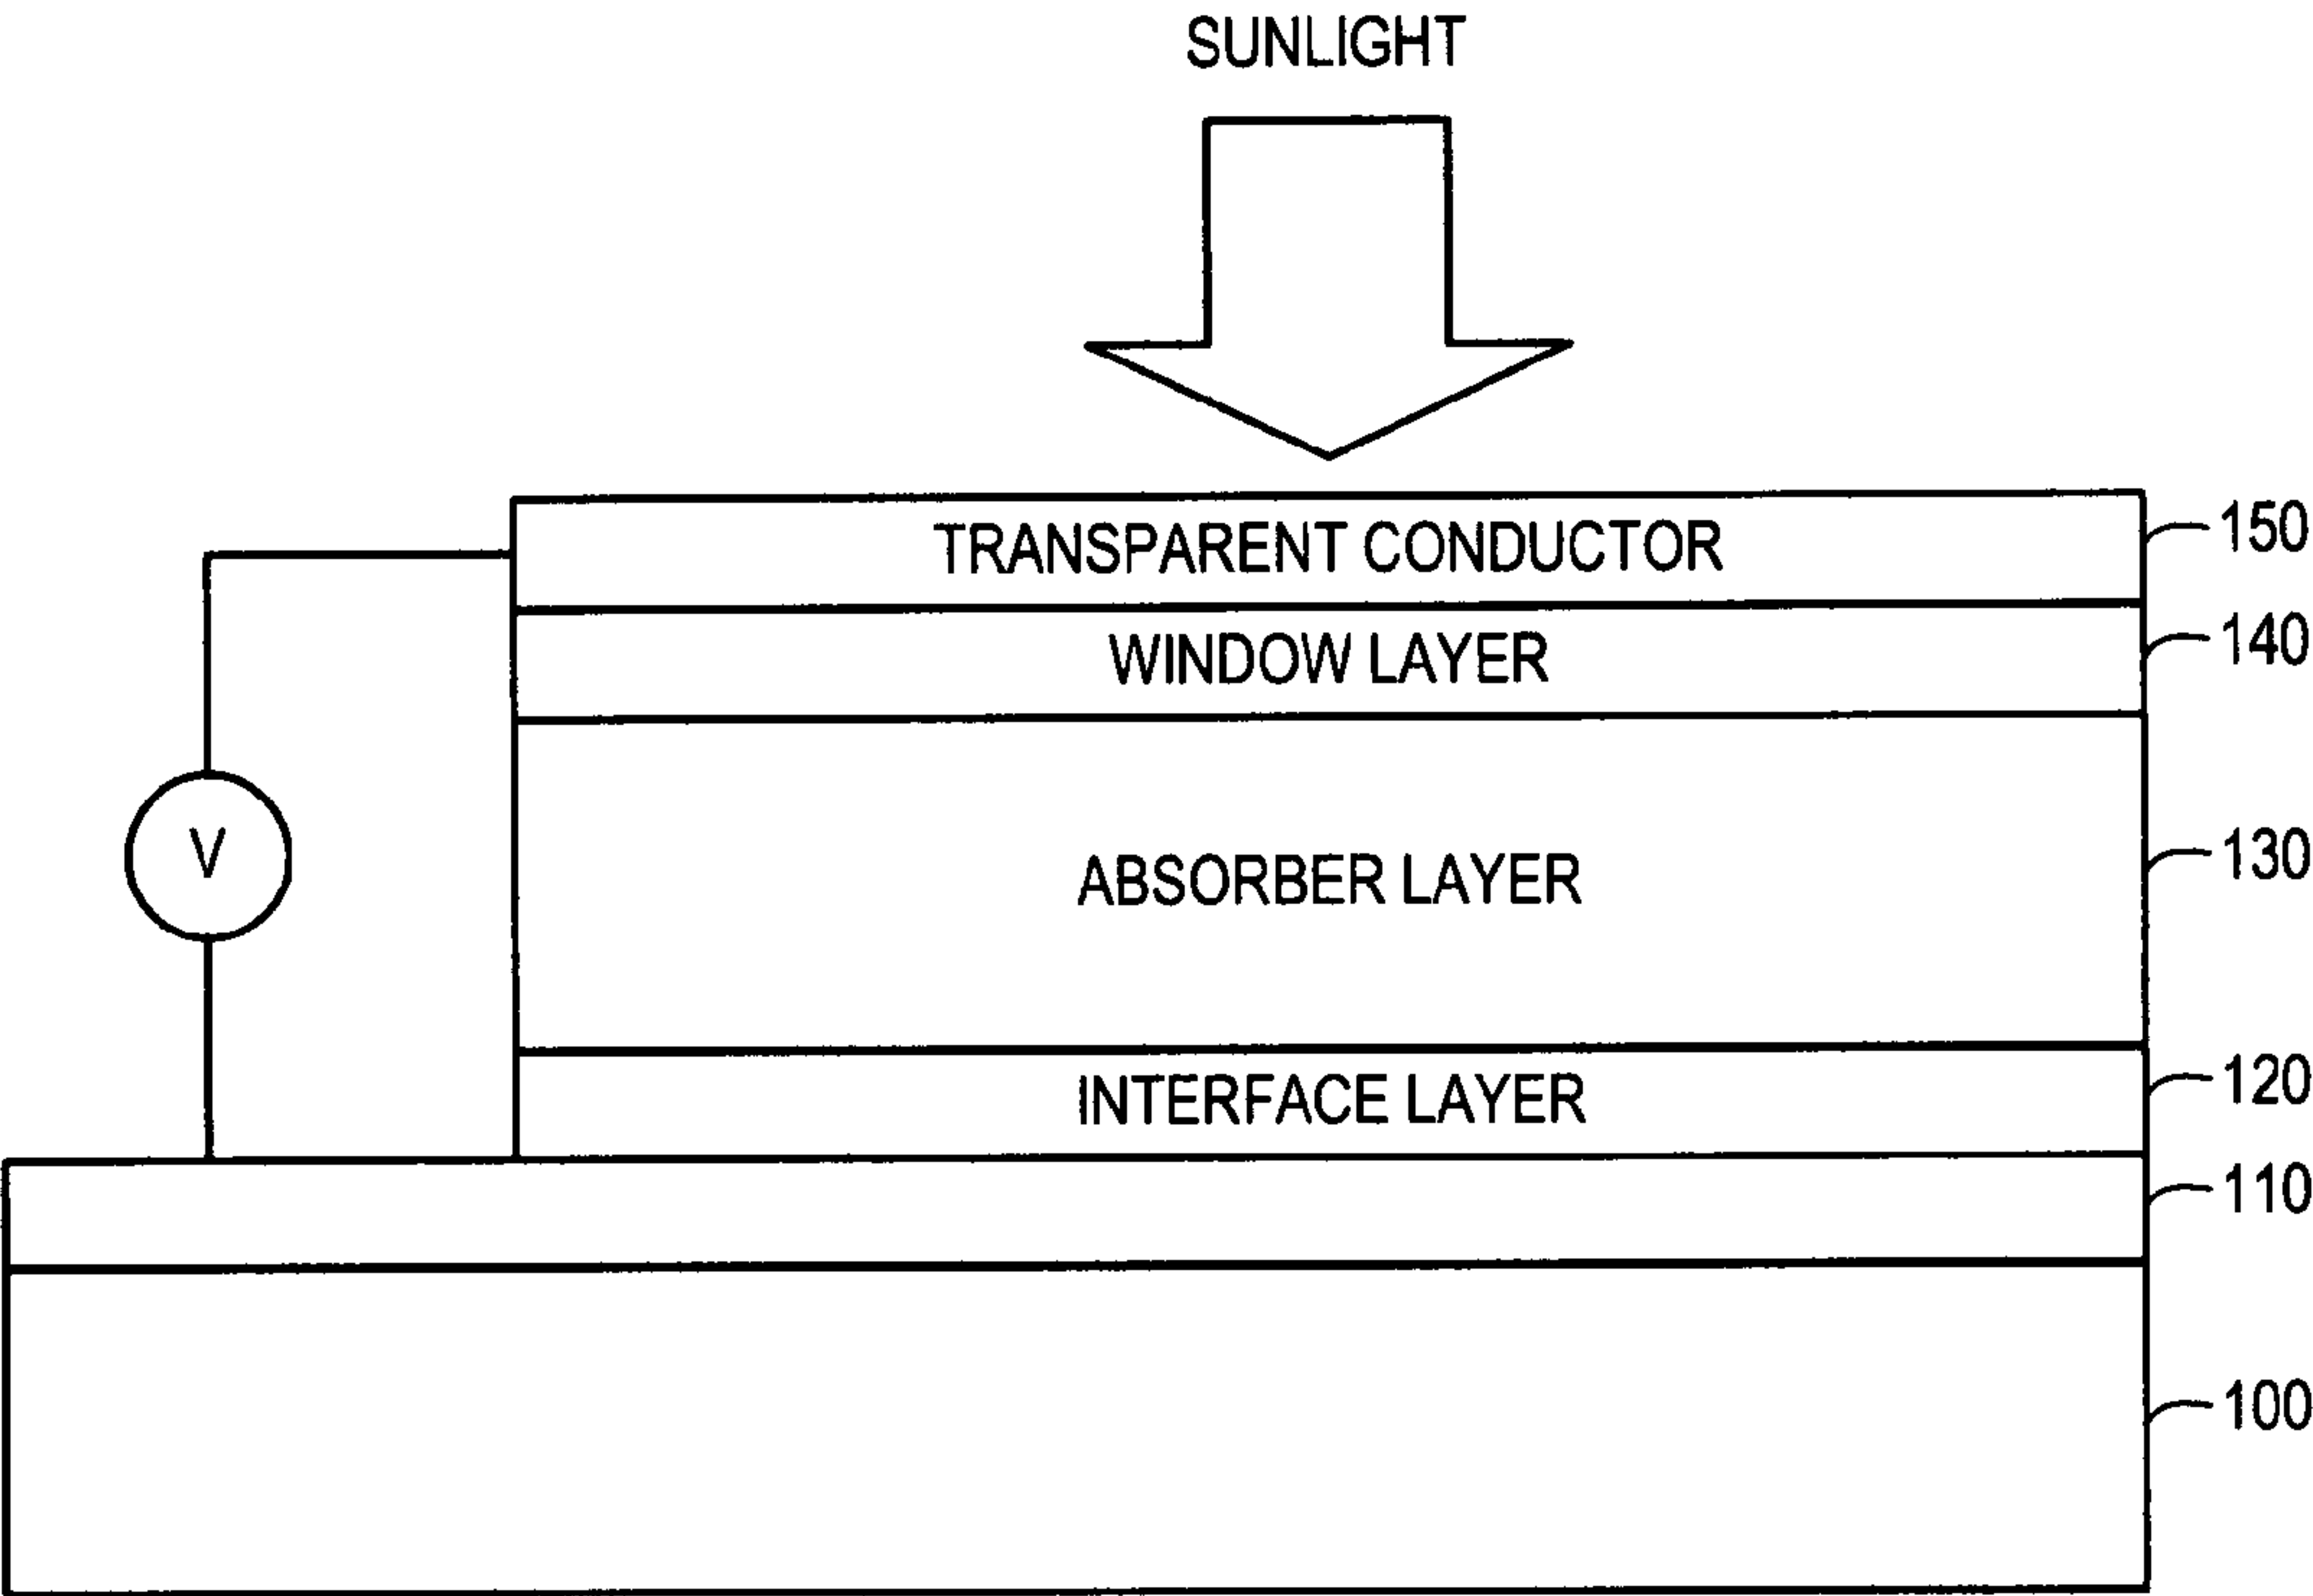 SUNLIGHT
TRANSPARENT CONDUCTOR
150
WINDOW LAYER
140
V
ABSORBER LAYER
130
INTERFACE LAYER
120
110
100